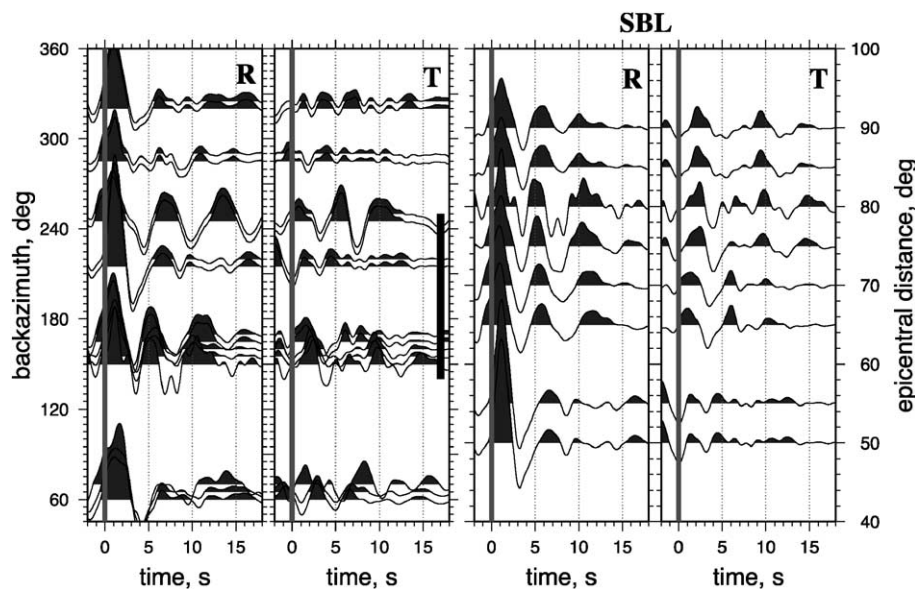 SBL
R
T
R
T
360
300
240
180
120
60
backazimuth, deg
100
90
80
70
60
50
40
epicentral distance, deg
0 5 10 15
0 5 10 15
0 5 10 15
0 5 10 15
time, s
time, s
time, s
time, s